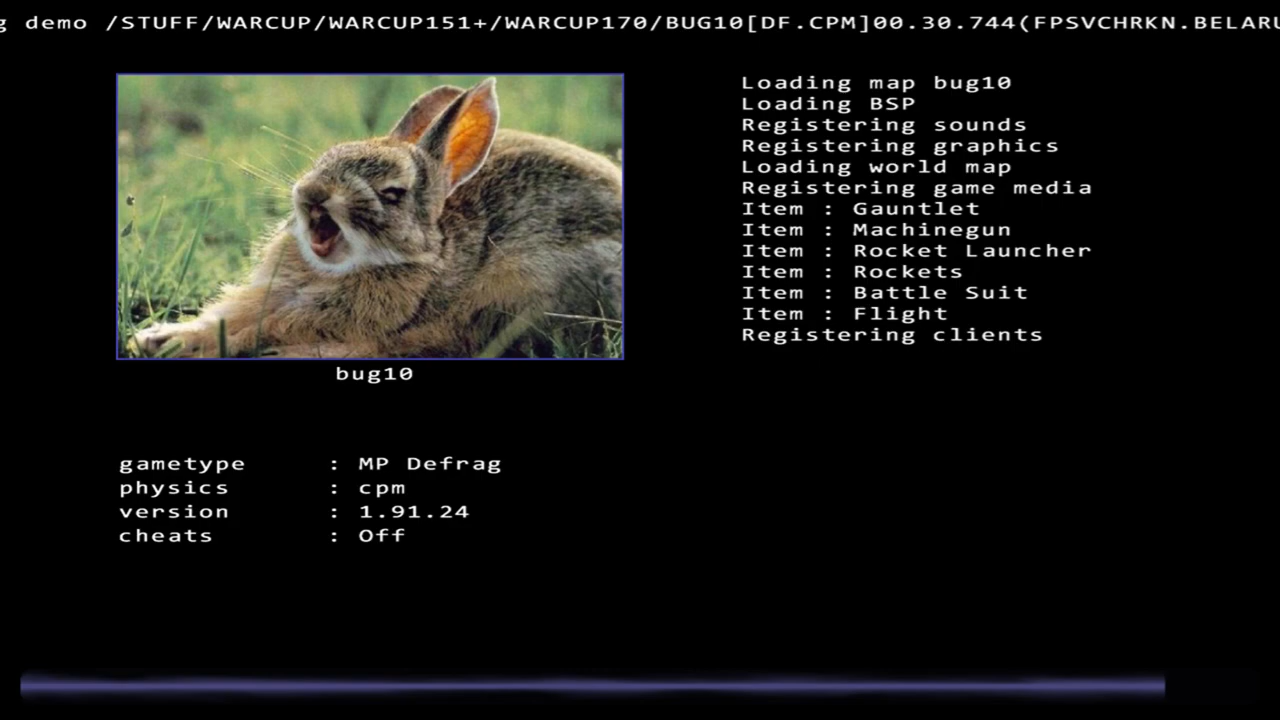 g demo /STUFF/WARCUP/WARCUP151+/WARCUP170/BUG10[DF.CPM]00.30.744(FPSVCHRKN.BELARU
Loading map bug10
Loading BSP
Registering sounds
Registering graphics
Loading world map
Registering game media
Item : Gauntlet
Item : Machinegun
Item : Rocket Launcher
Item : Rockets
Item : Battle Suit
Item : Flight
Registering clients
bug10
gametype : MP Defrag
physics : cpm
version : 1.91.24
cheats : Off